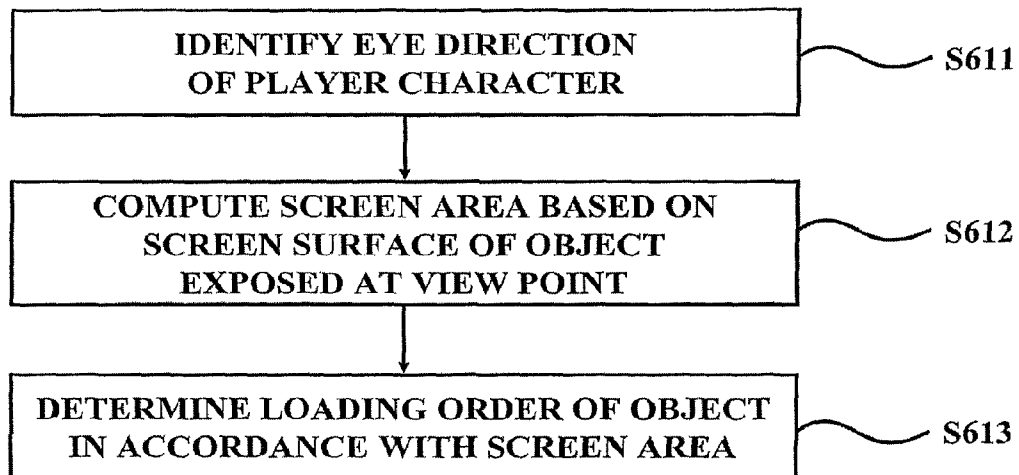 IDENTIFY EYE DIRECTION
OF PLAYER CHARACTER
S611
COMPUTE SCREEN AREA BASED ON
SCREEN SURFACE OF OBJECT
EXPOSED AT VIEW POINT
S612
DETERMINE LOADING ORDER OF OBJECT
IN ACCORDANCE WITH SCREEN AREA
S613